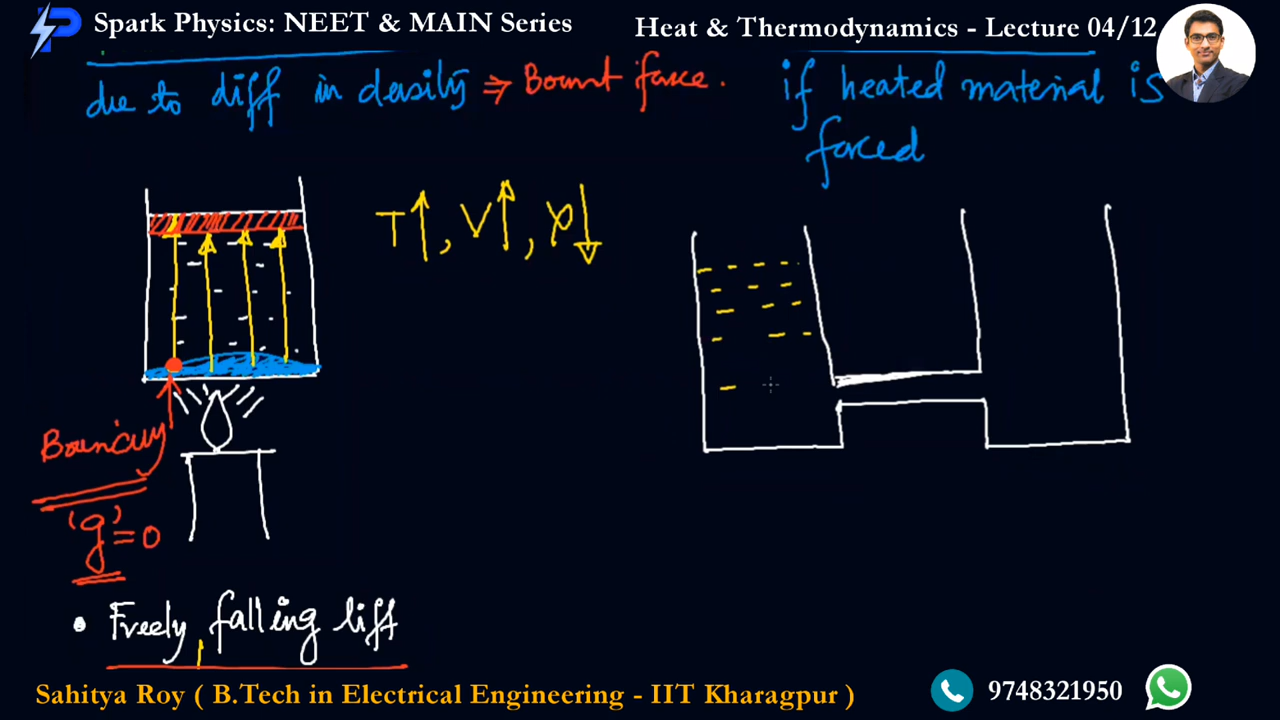 Spark Physics: NEET & MAIN Series
Heat & Thermodynamics - Lecture 04/12
due to diff in density ⇒ Bount force.
if heated material is
forced
T↑, V↑, ρ↓
Bouncuy
'g'=0
• Freely, falling lift
Sahitya Roy ( B.Tech in Electrical Engineering - IIT Kharagpur )
9748321950